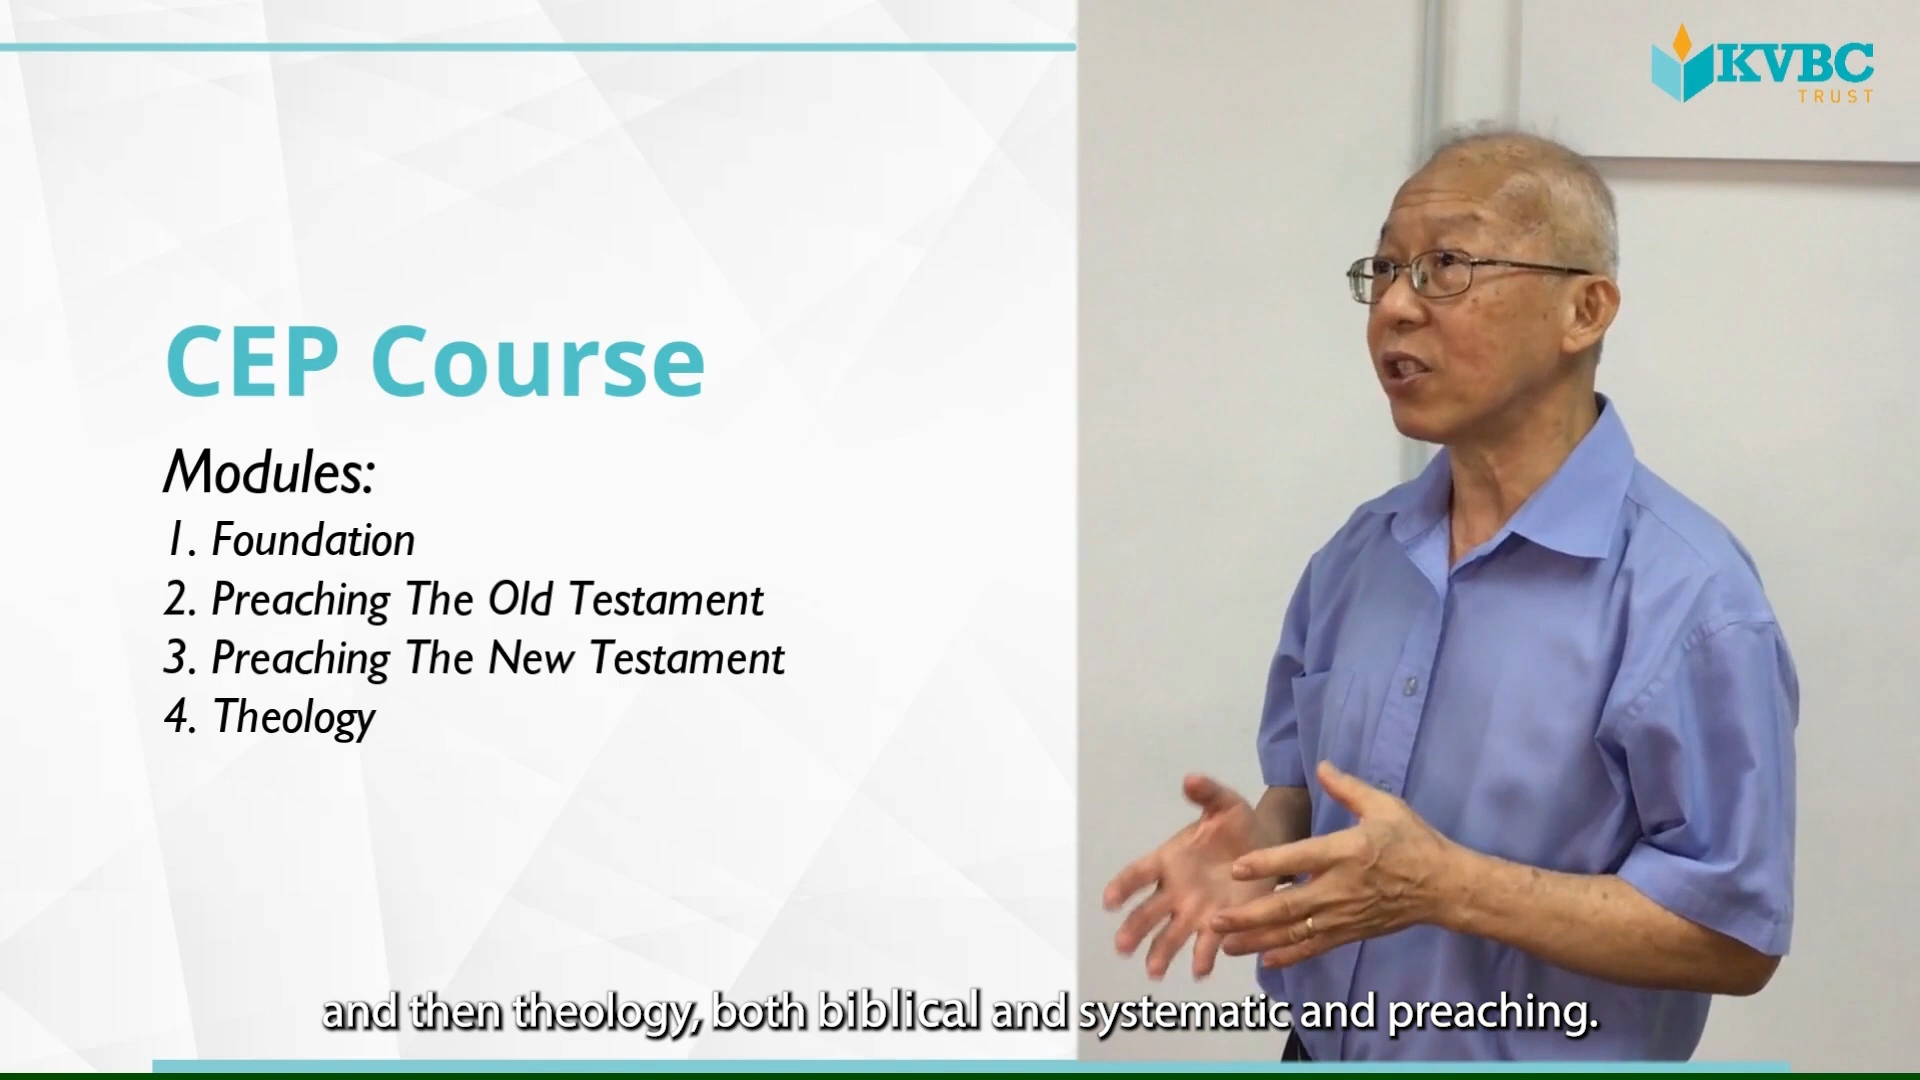 KVBC
TRUST
CEP Course
Modules:
1. Foundation
2. Preaching The Old Testament
3. Preaching The New Testament
4. Theology
and then theology, both biblical and systematic and preaching.